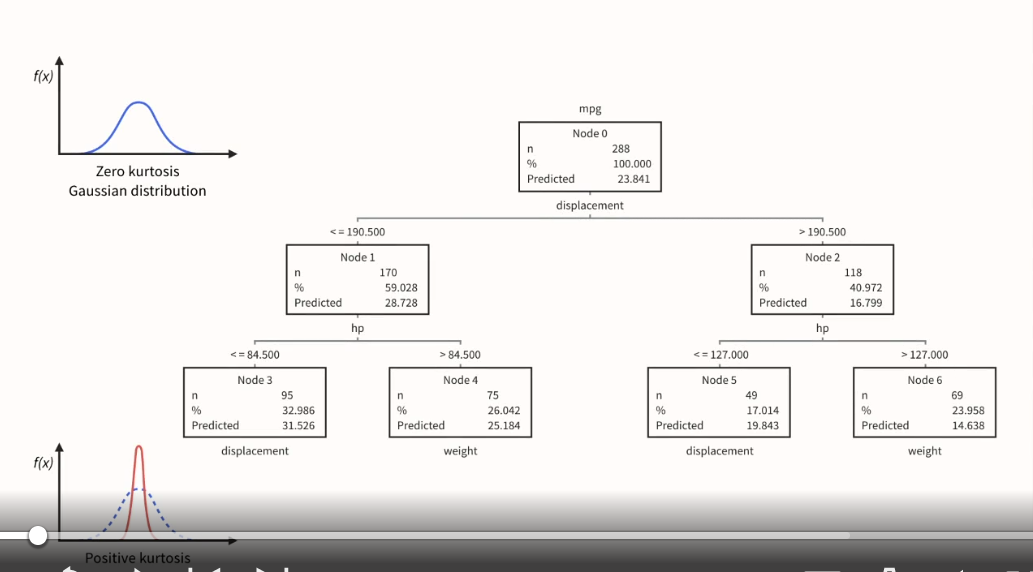 f(x)
Zero kurtosis
Gaussian distribution
mpg
Node 0
n 288
% 100.000
Predicted 23.841
displacement
<= 190.500
> 190.500
Node 1
n 170
% 59.028
Predicted 28.728
hp
Node 2
n 118
% 40.972
Predicted 16.799
hp
<= 84.500
> 84.500
<= 127.000
> 127.000
Node 3
n 95
% 32.986
Predicted 31.526
displacement
Node 4
n 75
% 26.042
Predicted 25.184
weight
Node 5
n 49
% 17.014
Predicted 19.843
displacement
Node 6
n 69
% 23.958
Predicted 14.638
weight
f(x)
Positive kurtosis